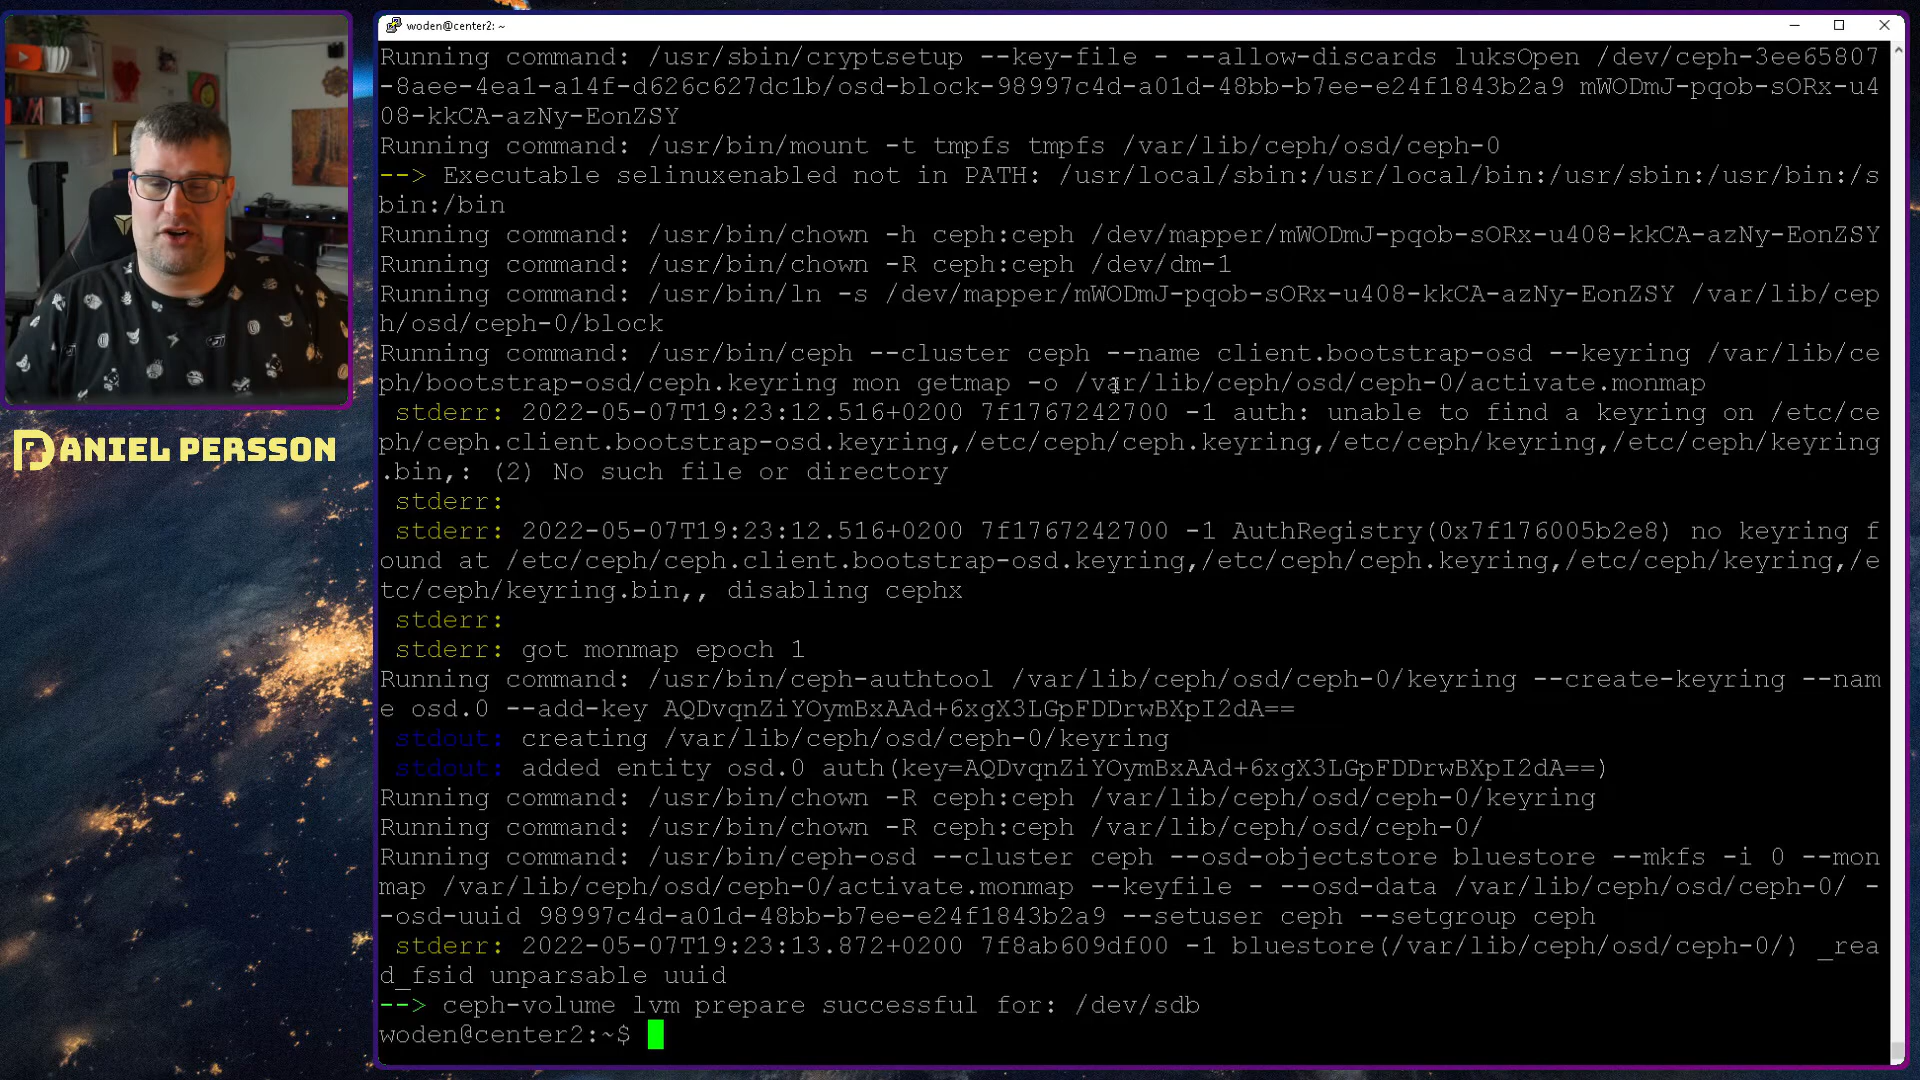 woden@center2: ~
Running command: /usr/sbin/cryptsetup --key-file - --allow-discards luksOpen /dev/ceph-3ee65807
-8aee-4ea1-a14f-d626c627dc1b/osd-block-98997c4d-a01d-48bb-b7ee-e24f1843b2a9 mWODmJ-pqob-sORx-u4
08-kkCA-azNy-EonZSY
Running command: /usr/bin/mount -t tmpfs tmpfs /var/lib/ceph/osd/ceph-0
--> Executable selinuxenabled not in PATH: /usr/local/sbin:/usr/local/bin:/usr/sbin:/usr/bin:/s
bin:/bin
Running command: /usr/bin/chown -h ceph:ceph /dev/mapper/mWODmJ-pqob-sORx-u408-kkCA-azNy-EonZSY
Running command: /usr/bin/chown -R ceph:ceph /dev/dm-1
Running command: /usr/bin/ln -s /dev/mapper/mWODmJ-pqob-sORx-u408-kkCA-azNy-EonZSY /var/lib/cep
h/osd/ceph-0/block
Running command: /usr/bin/ceph --cluster ceph --name client.bootstrap-osd --keyring /var/lib/ce
ph/bootstrap-osd/ceph.keyring mon getmap -o /var/lib/ceph/osd/ceph-0/activate.monmap
stderr: 2022-05-07T19:23:12.516+0200 7f1767242700 -1 auth: unable to find a keyring on /etc/ce
ph/ceph.client.bootstrap-osd.keyring,/etc/ceph/ceph.keyring,/etc/ceph/keyring,/etc/ceph/keyring
.bin,: (2) No such file or directory
stderr:
stderr: 2022-05-07T19:23:12.516+0200 7f1767242700 -1 AuthRegistry(0x7f176005b2e8) no keyring f
ound at /etc/ceph/ceph.client.bootstrap-osd.keyring,/etc/ceph/ceph.keyring,/etc/ceph/keyring,/e
tc/ceph/keyring.bin,, disabling cephx
stderr:
stderr: got monmap epoch 1
Running command: /usr/bin/ceph-authtool /var/lib/ceph/osd/ceph-0/keyring --create-keyring --nam
e osd.0 --add-key AQDvqnZiYOymBxAAd+6xgX3LGpFDDrwBXpI2dA==
stdout: creating /var/lib/ceph/osd/ceph-0/keyring
stdout: added entity osd.0 auth(key=AQDvqnZiYOymBxAAd+6xgX3LGpFDDrwBXpI2dA==)
Running command: /usr/bin/chown -R ceph:ceph /var/lib/ceph/osd/ceph-0/keyring
Running command: /usr/bin/chown -R ceph:ceph /var/lib/ceph/osd/ceph-0/
Running command: /usr/bin/ceph-osd --cluster ceph --osd-objectstore bluestore --mkfs -i 0 --mon
map /var/lib/ceph/osd/ceph-0/activate.monmap --keyfile - --osd-data /var/lib/ceph/osd/ceph-0/ -
-osd-uuid 98997c4d-a01d-48bb-b7ee-e24f1843b2a9 --setuser ceph --setgroup ceph
stderr: 2022-05-07T19:23:13.872+0200 7f8ab609df00 -1 bluestore(/var/lib/ceph/osd/ceph-0/) _rea
d_fsid unparsable uuid
--> ceph-volume lvm prepare successful for: /dev/sdb
woden@center2:~$
DANIEL PERSSON